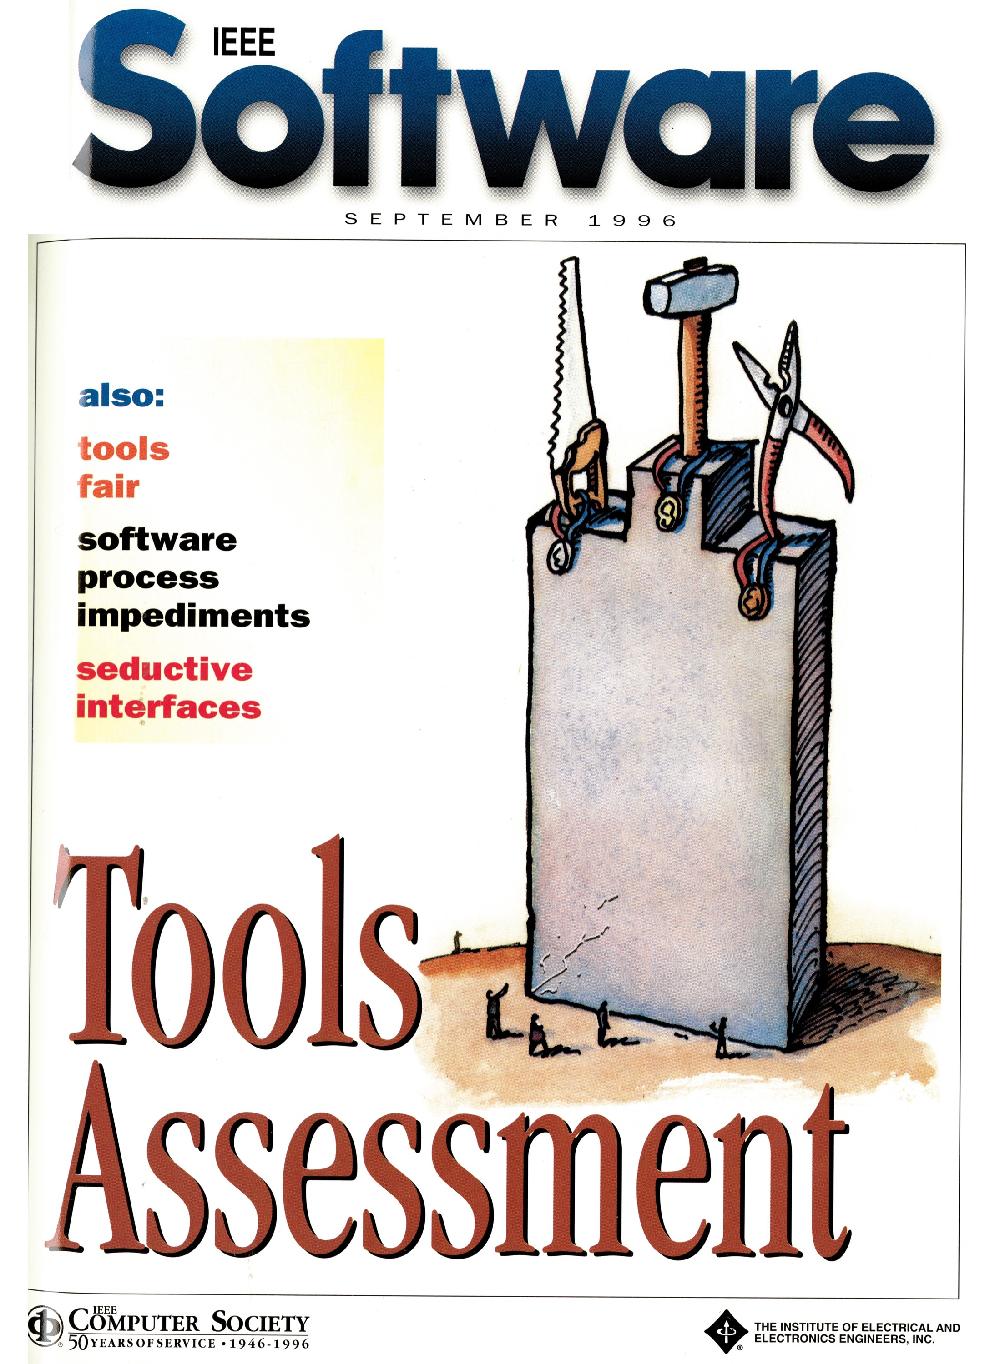 IEEE
Software
SEPTEMBER 1996
also:
tools
fair
software
process
impediments
seductive
interfaces
Tools
Assessment
IEEE
COMPUTER SOCIETY
50 YEARS OF SERVICE • 1946-1996
THE INSTITUTE OF ELECTRICAL AND
ELECTRONICS ENGINEERS, INC.